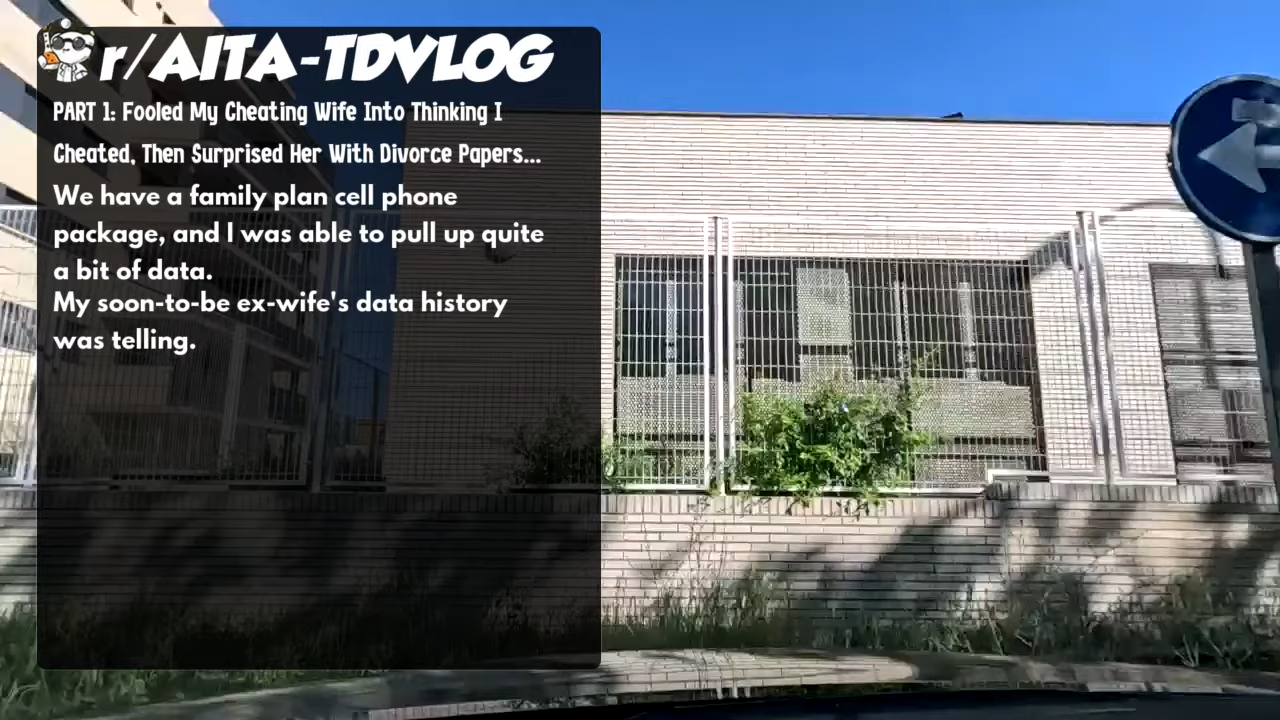 r/AITA-TDVLOG
PART 1: Fooled My Cheating Wife Into Thinking I
Cheated, Then Surprised Her With Divorce Papers...
We have a family plan cell phone
package, and I was able to pull up quite
a bit of data.
My soon-to-be ex-wife's data history
was telling.